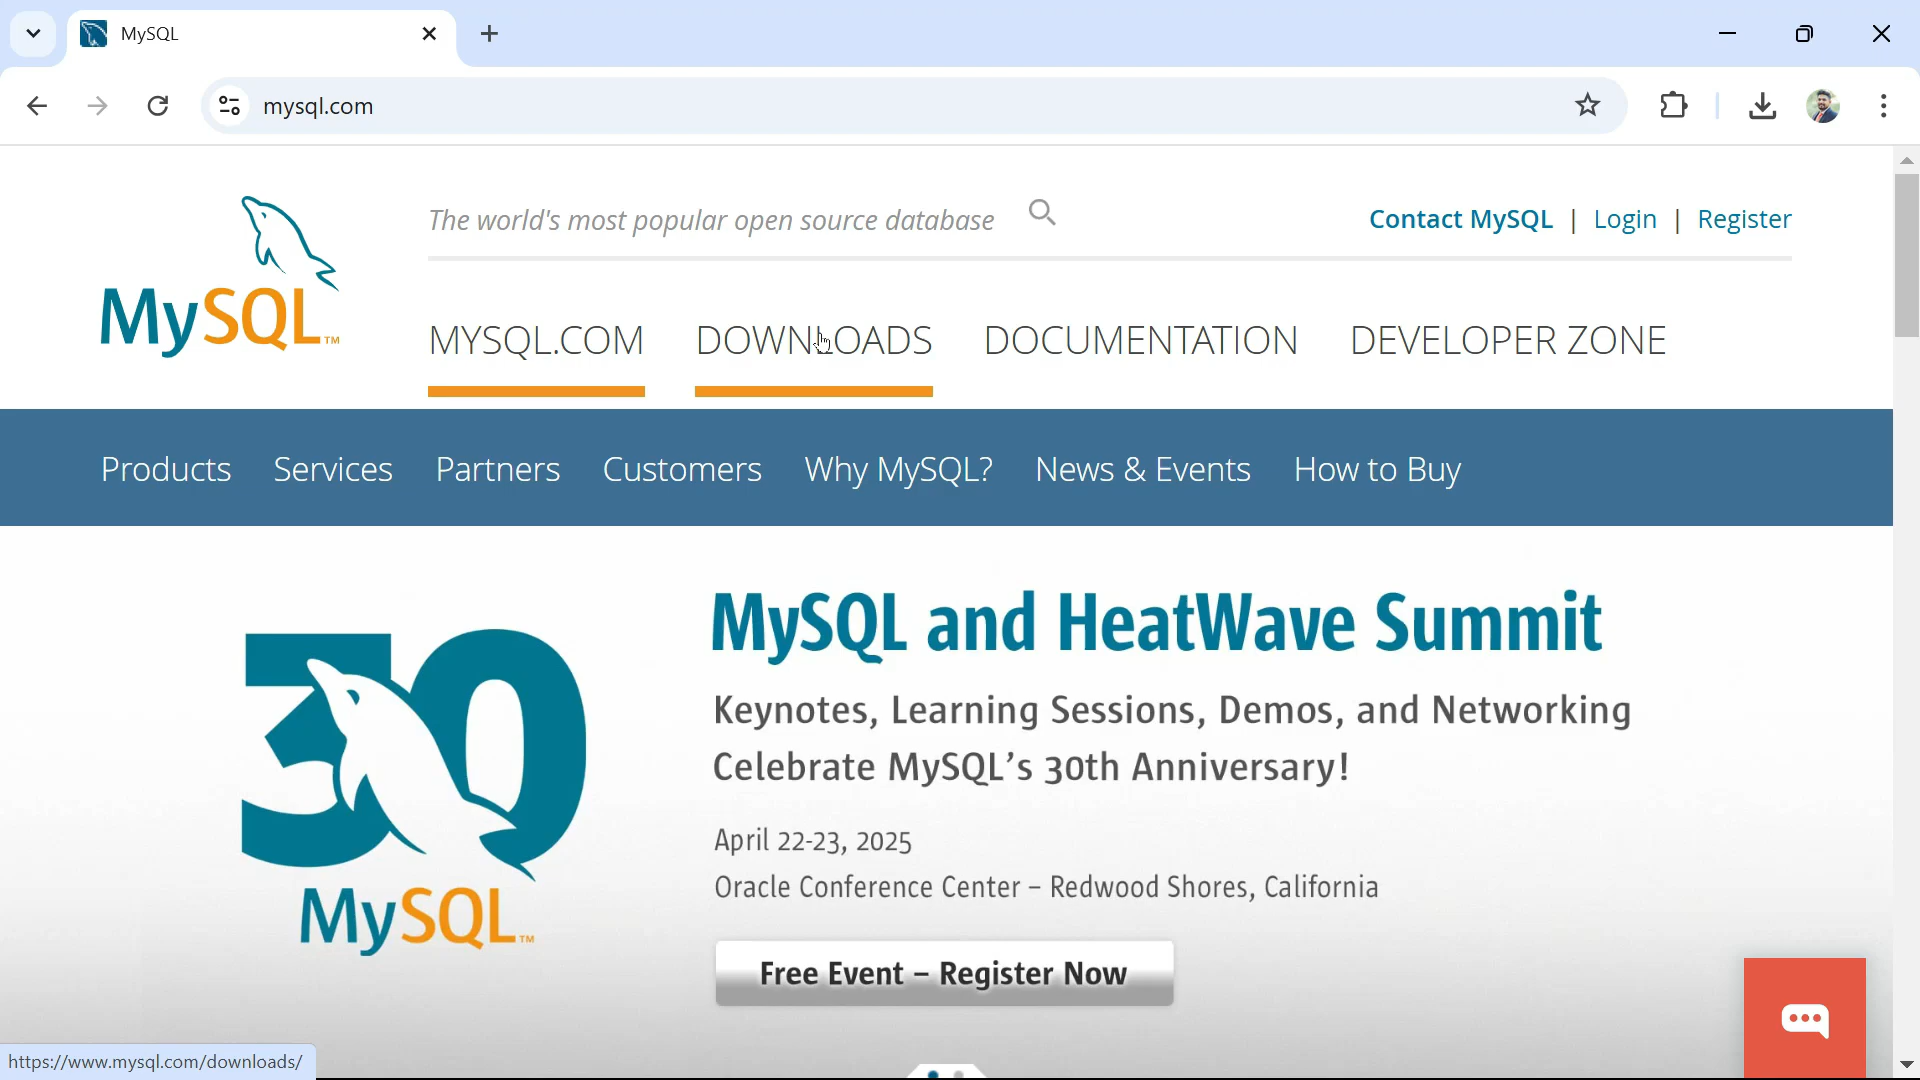 MySQL
mysql.com
The world's most popular open source database
Contact MySQL | Login | Register
MySQL™
MYSQL.COM DOWNLOADS DOCUMENTATION DEVELOPER ZONE
Products Services Partners Customers Why MySQL? News & Events How to Buy
30
MySQL™
MySQL and HeatWave Summit
Keynotes, Learning Sessions, Demos, and Networking
Celebrate MySQL's 30th Anniversary!
April 22-23, 2025
Oracle Conference Center – Redwood Shores, California
Free Event – Register Now
https://www.mysql.com/downloads/